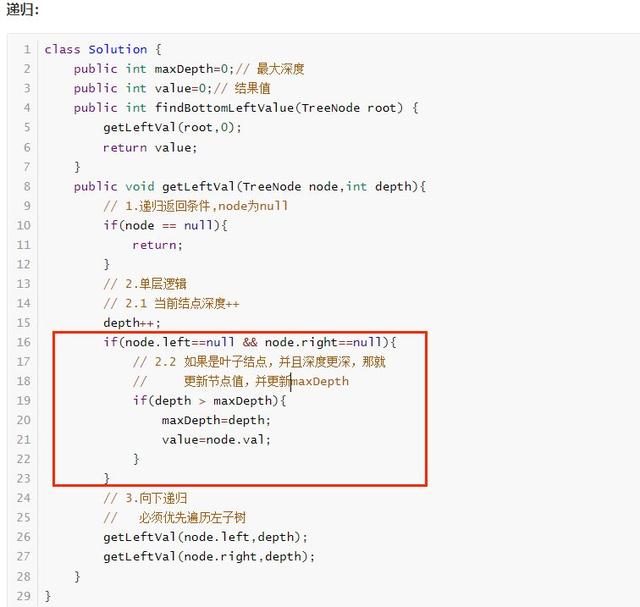 递归：
1 class Solution {
2     public int maxDepth=0;// 最大深度
3     public int value=0;// 结果值
4     public int findBottomLeftValue(TreeNode root) {
5         getLeftVal(root,0);
6         return value;
7     }
8     public void getLeftVal(TreeNode node,int depth){
9         // 1.递归返回条件,node为null
10         if(node == null){
11             return;
12         }
13         // 2.单层逻辑
14         // 2.1 当前结点深度++
15         depth++;
16         if(node.left==null && node.right==null){
17             // 2.2 如果是叶子结点，并且深度更深，那就
18             //     更新节点值，并更新maxDepth
19             if(depth > maxDepth){
20                 maxDepth=depth;
21                 value=node.val;
22             }
23         }
24         // 3.向下递归
25         //   必须优先遍历左子树
26         getLeftVal(node.left,depth);
27         getLeftVal(node.right,depth);
28     }
29 }